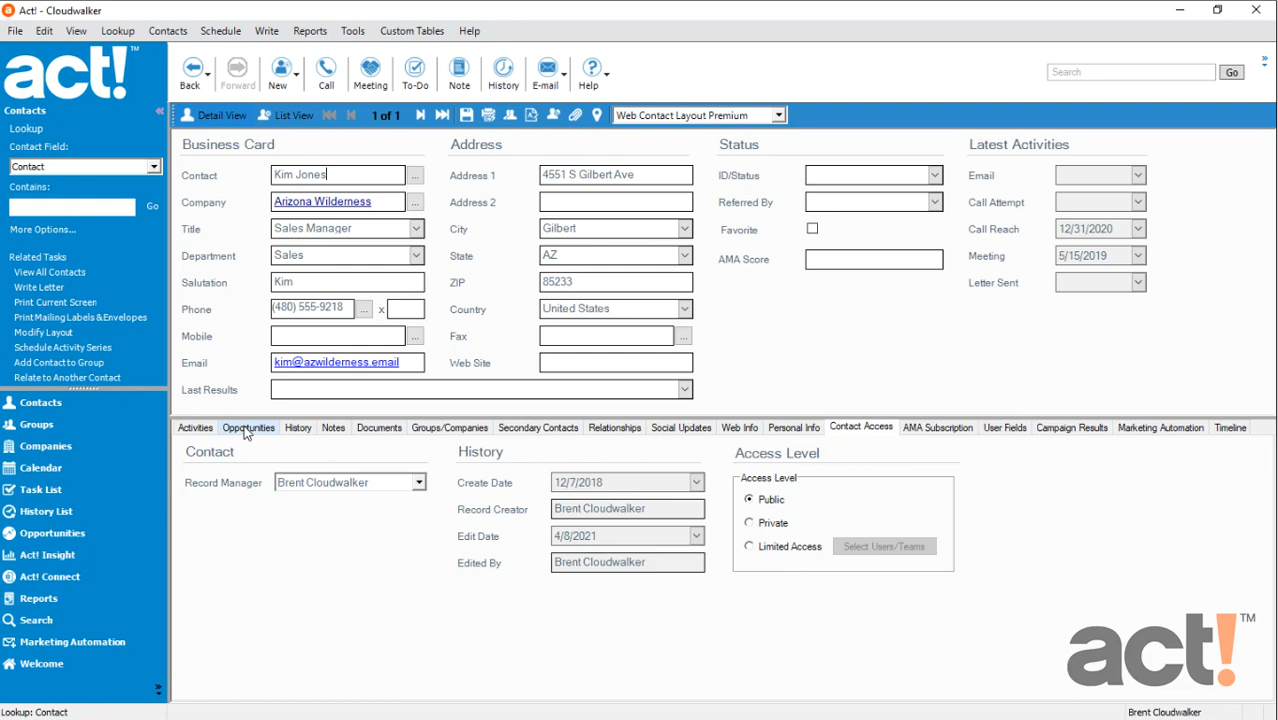 act! Act! - Cloudwalker
File Edit View Lookup Contacts Schedule Write Reports Tools Custom Tables Help
act!™
Back Forward New Call Meeting To-Do Note History E-mail Help
Search Go
Contacts
Detail View List View 1 of 1 Web Contact Layout Premium
Lookup
Contact Field:
Contact
Contains:
Go
More Options...
Related Tasks
View All Contacts
Write Letter
Print Current Screen
Print Mailing Labels & Envelopes
Modify Layout
Schedule Activity Series
Add Contact to Group
Relate to Another Contact
Contacts
Groups
Companies
Calendar
Task List
History List
Opportunities
Act! Insight
Act! Connect
Reports
Search
Marketing Automation
Welcome
Business Card
Contact Kim Jones ...
Company Arizona Wilderness ...
Title Sales Manager
Department Sales
Salutation Kim
Phone (480) 555-9218 ... x
Mobile ...
Email kim@azwilderness.email
Last Results
Address
Address 1 4551 S Gilbert Ave
Address 2
City Gilbert
State AZ
ZIP 85233
Country United States
Fax ...
Web Site
Status
ID/Status
Referred By
Favorite
AMA Score
Latest Activities
Email
Call Attempt
Call Reach 12/31/2020
Meeting 5/15/2019
Letter Sent
Activities Opportunities History Notes Documents Groups/Companies Secondary Contacts Relationships Social Updates Web Info Personal Info Contact Access AMA Subscription User Fields Campaign Results Marketing Automation Timeline
Contact
Record Manager Brent Cloudwalker
History
Create Date 12/7/2018
Record Creator Brent Cloudwalker
Edit Date 4/8/2021
Edited By Brent Cloudwalker
Access Level
Access Level
Public
Private
Limited Access Select Users/Teams
act!™
Lookup: Contact
Brent Cloudwalker